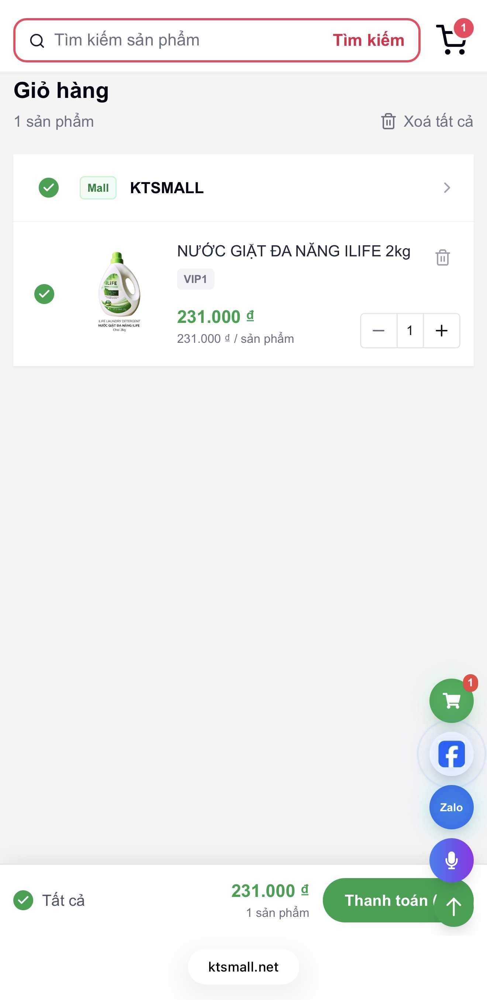 Tìm kiếm sản phẩm
Tìm kiếm
1
Giỏ hàng
1 sản phẩm
Xoá tất cả
Mall
KTSMALL
NƯỚC GIẶT ĐA NĂNG ILIFE 2kg
VIP1
iLiFE
ILIFE LAUNDRY DETERGENT
NƯỚC GIẶT ĐA NĂNG ILIFE
Chai 2kg
231.000 ₫
231.000 ₫ / sản phẩm
1
1
Zalo
Tất cả
231.000 ₫
1 sản phẩm
Thanh toán (
ktsmall.net